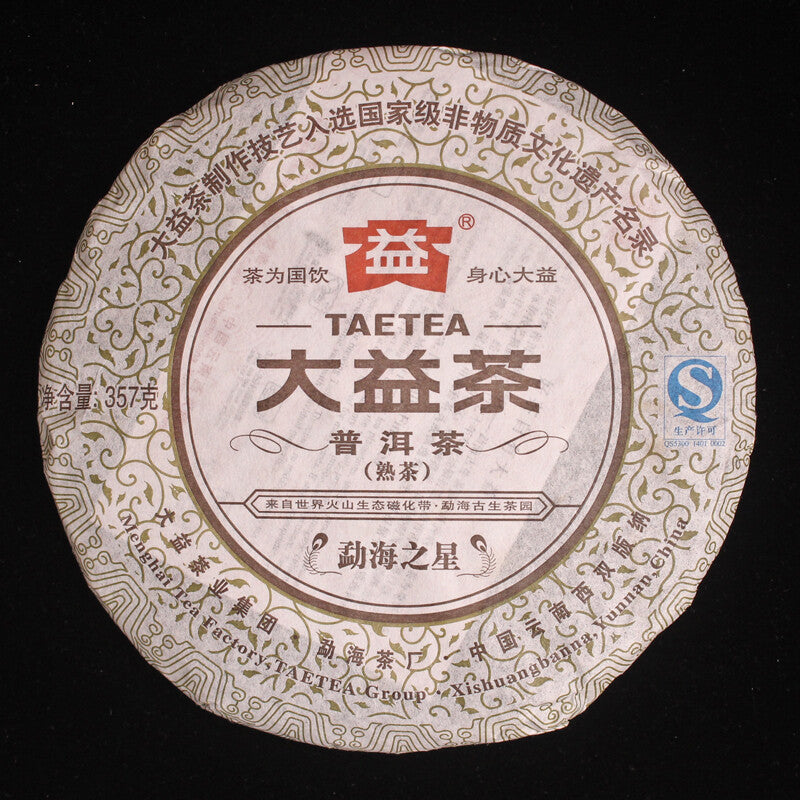 大益茶制作技艺入选国家级非物质文化遗产名录
益®
茶为国饮 身心大益
TAETEA
大益茶
普洱茶
(熟茶)
来自世界火山生态磁化带·勐海古生茶园
勐海之星
净含量: 357克
S
生产许可
QS5300 1401 0002
大益茶业集团·勐海茶厂 中国云南西双版纳
Menghai Tea Factory,TAETEA Group · Xishuangbanna, Yunnan,China